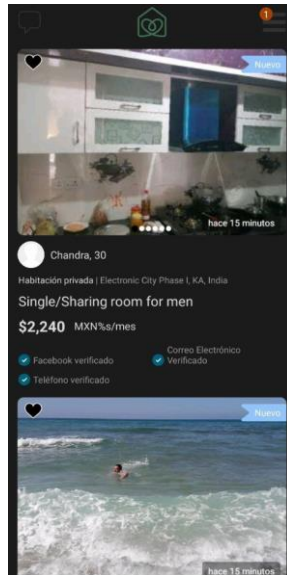 1
Nuevo
hace 15 minutos
Chandra, 30
Habitación privada | Electronic City Phase I, KA, India
Single/Sharing room for men
$2,240 MXN%s/mes
Facebook verificado
Correo Electrónico
Verificado
Teléfono verificado
Nuevo
hace 15 minutos